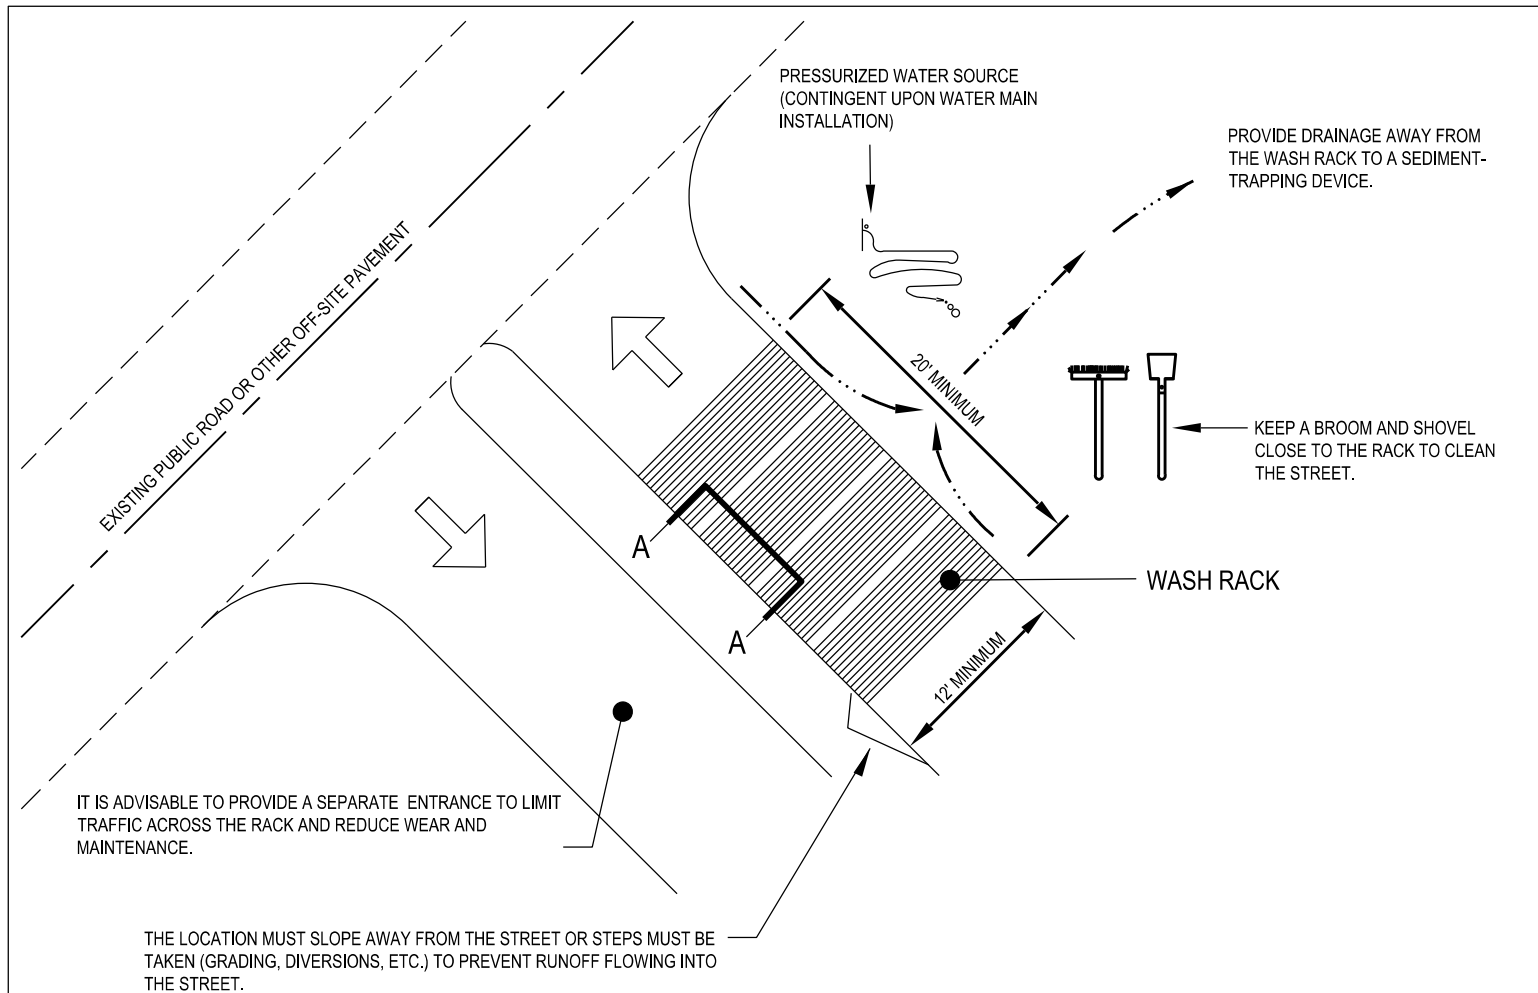 PRESSURIZED WATER SOURCE
(CONTINGENT UPON WATER MAIN
INSTALLATION)
PROVIDE DRAINAGE AWAY FROM
THE WASH RACK TO A SEDIMENT-
TRAPPING DEVICE.
EXISTING PUBLIC ROAD OR OTHER OFF-SITE PAVEMENT
20' MINIMUM
KEEP A BROOM AND SHOVEL
CLOSE TO THE RACK TO CLEAN
THE STREET.
A
WASH RACK
A
12' MINIMUM
IT IS ADVISABLE TO PROVIDE A SEPARATE ENTRANCE TO LIMIT
TRAFFIC ACROSS THE RACK AND REDUCE WEAR AND
MAINTENANCE.
THE LOCATION MUST SLOPE AWAY FROM THE STREET OR STEPS MUST BE
TAKEN (GRADING, DIVERSIONS, ETC.) TO PREVENT RUNOFF FLOWING INTO
THE STREET.